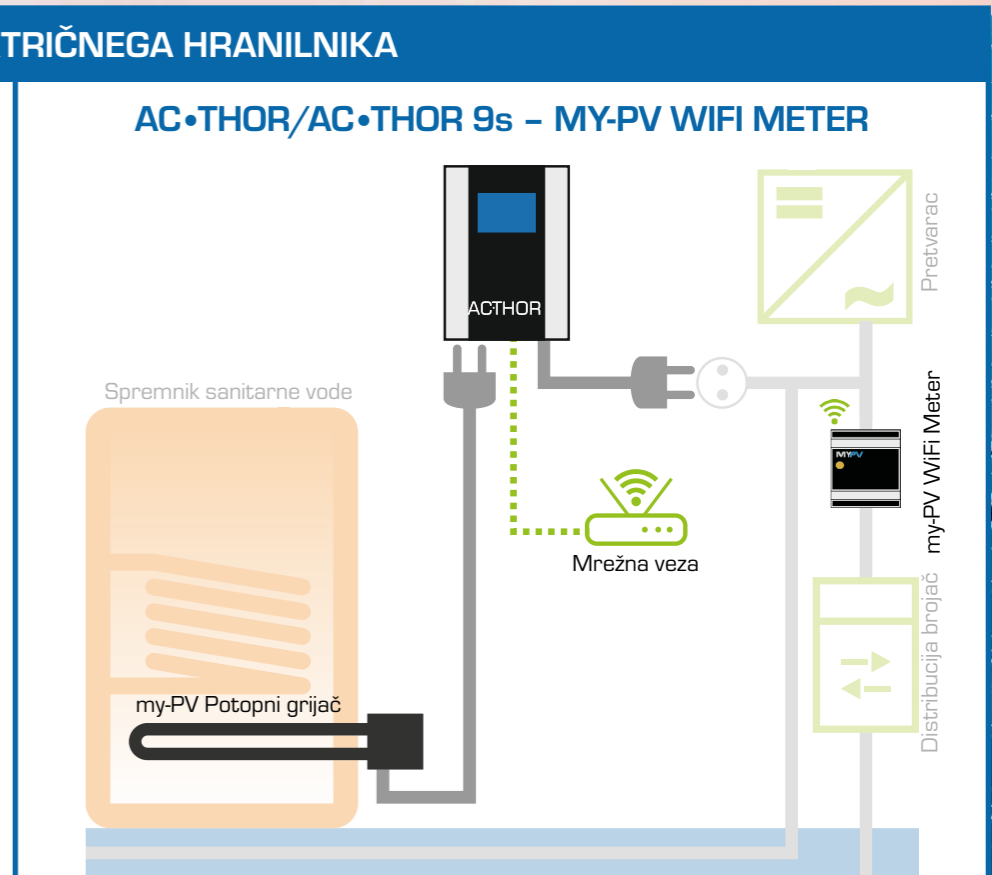 TRIČNEGA HRANILNIKA
AC•THOR/AC•THOR 9s – MY-PV WIFI METER
ACTHOR
Pretvarac
Spremnik sanitarne vode
MYPV
my-PV WiFi Meter
Mrežna veza
Distribucija brojač
my-PV Potopni grijač